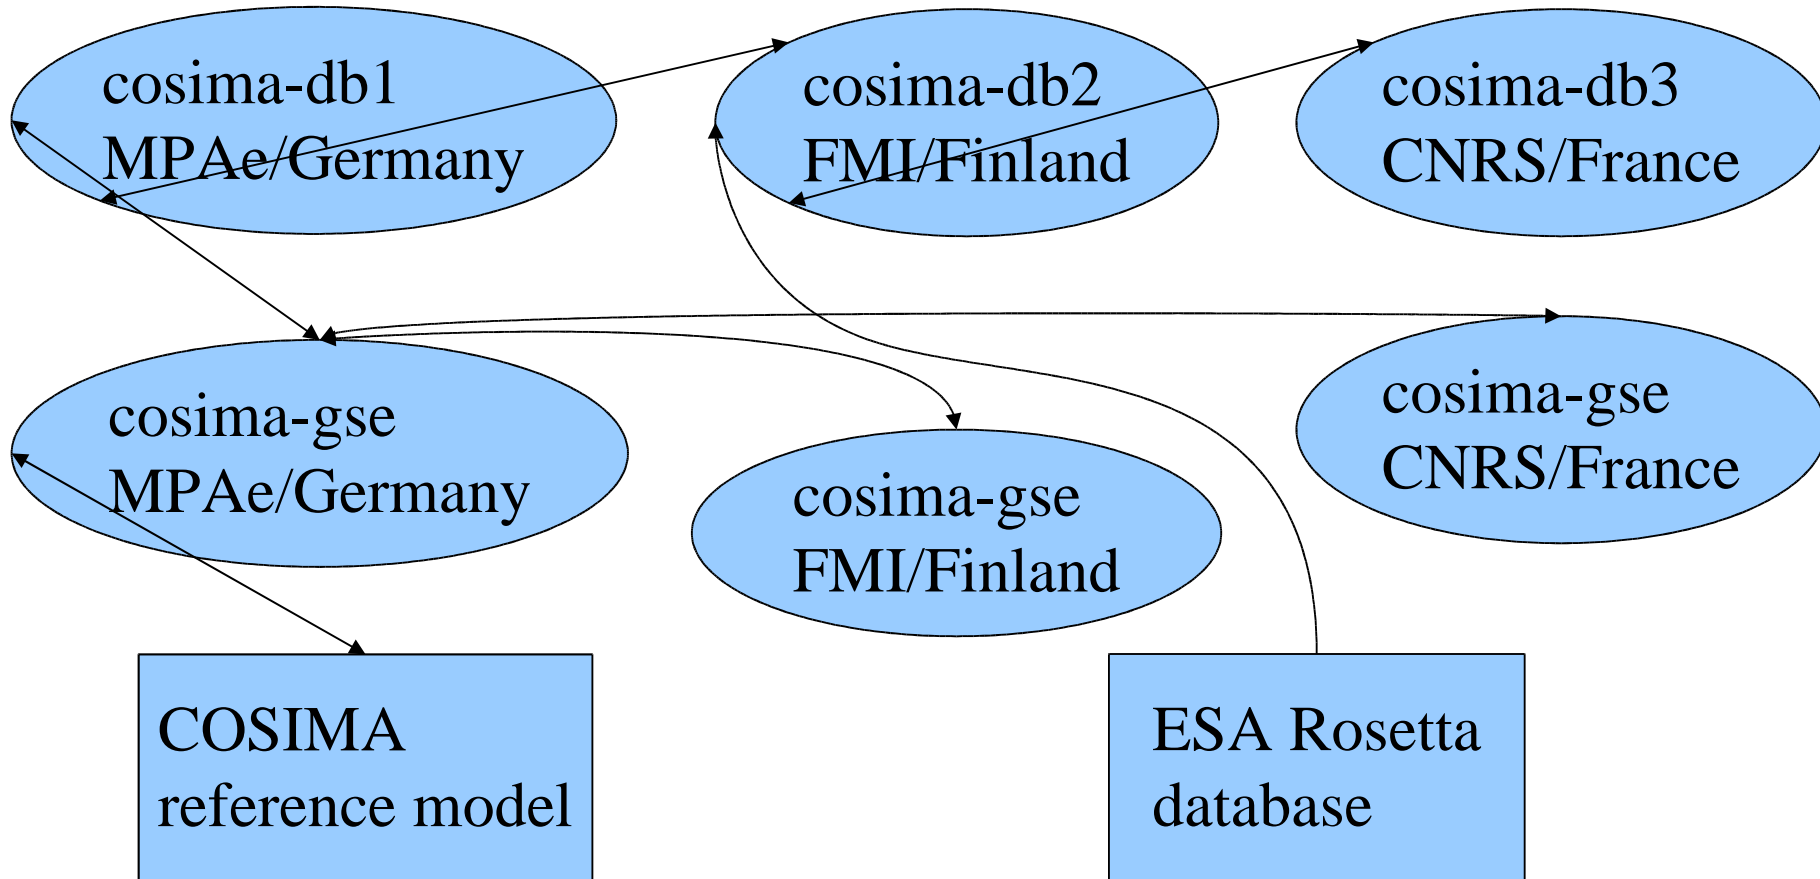 cosima-db1
MPAe/Germany
cosima-db2
FMI/Finland
cosima-db3
CNRS/France
cosima-gse
MPAe/Germany
cosima-gse
FMI/Finland
cosima-gse
CNRS/France
COSIMA
reference model
ESA Rosetta
database